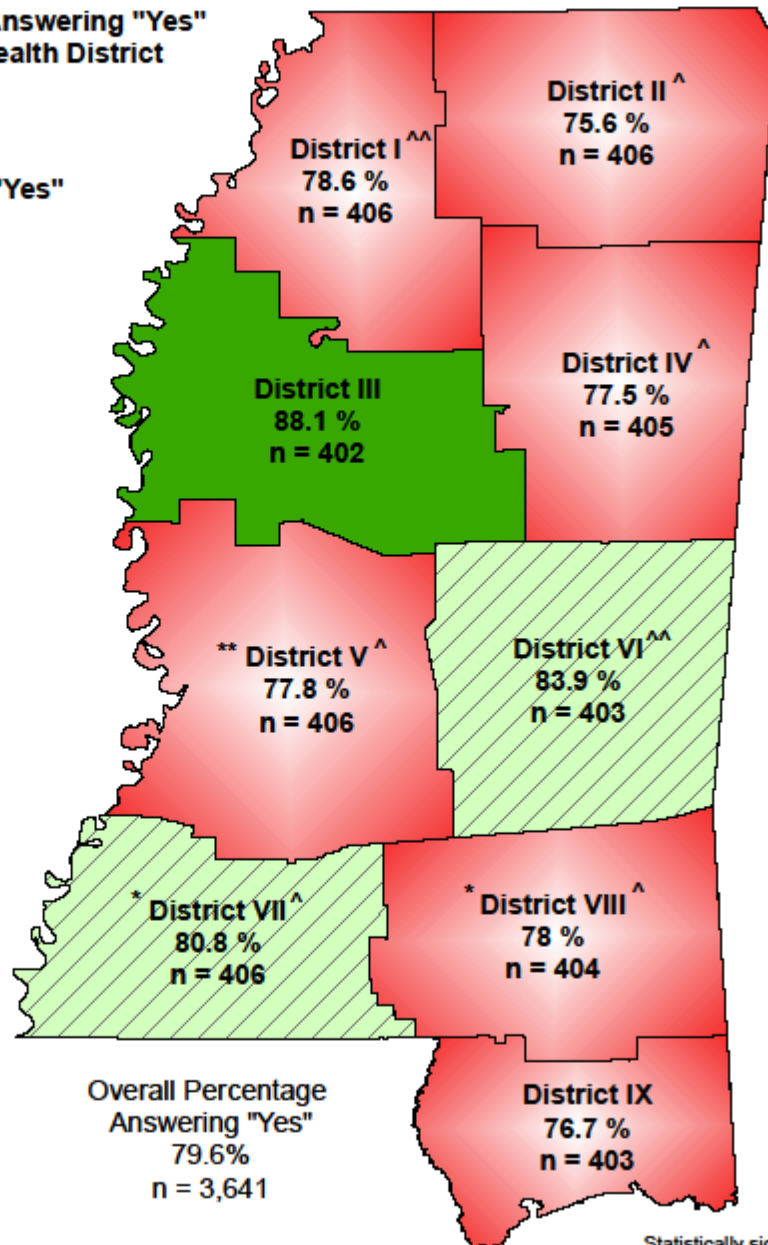 Answering "Yes"
ealth District
"Yes"
District I ^^
78.6 %
n = 406
District II ^
75.6 %
n = 406
District III
88.1 %
n = 402
District IV ^
77.5 %
n = 405
** District V ^
77.8 %
n = 406
District VI ^^
83.9 %
n = 403
* District VII ^
80.8 %
n = 406
* District VIII ^
78 %
n = 404
District IX
76.7 %
n = 403
Overall Percentage
Answering "Yes"
79.6%
n = 3,641
Statistically sig